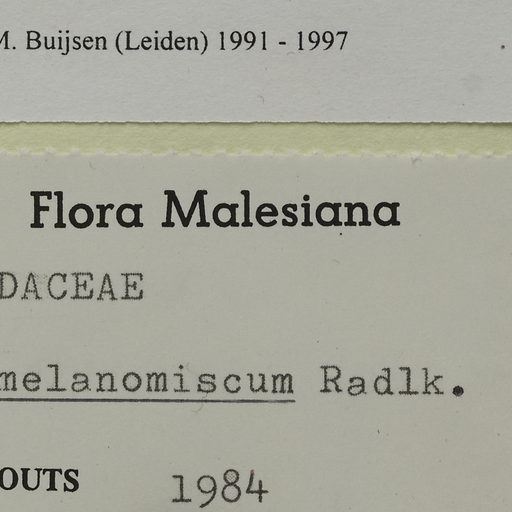 M. Buijsen (Leiden) 1991 - 1997
Flora Malesiana
DACEAE
melanomiscum Radlk.
OUTS 1984